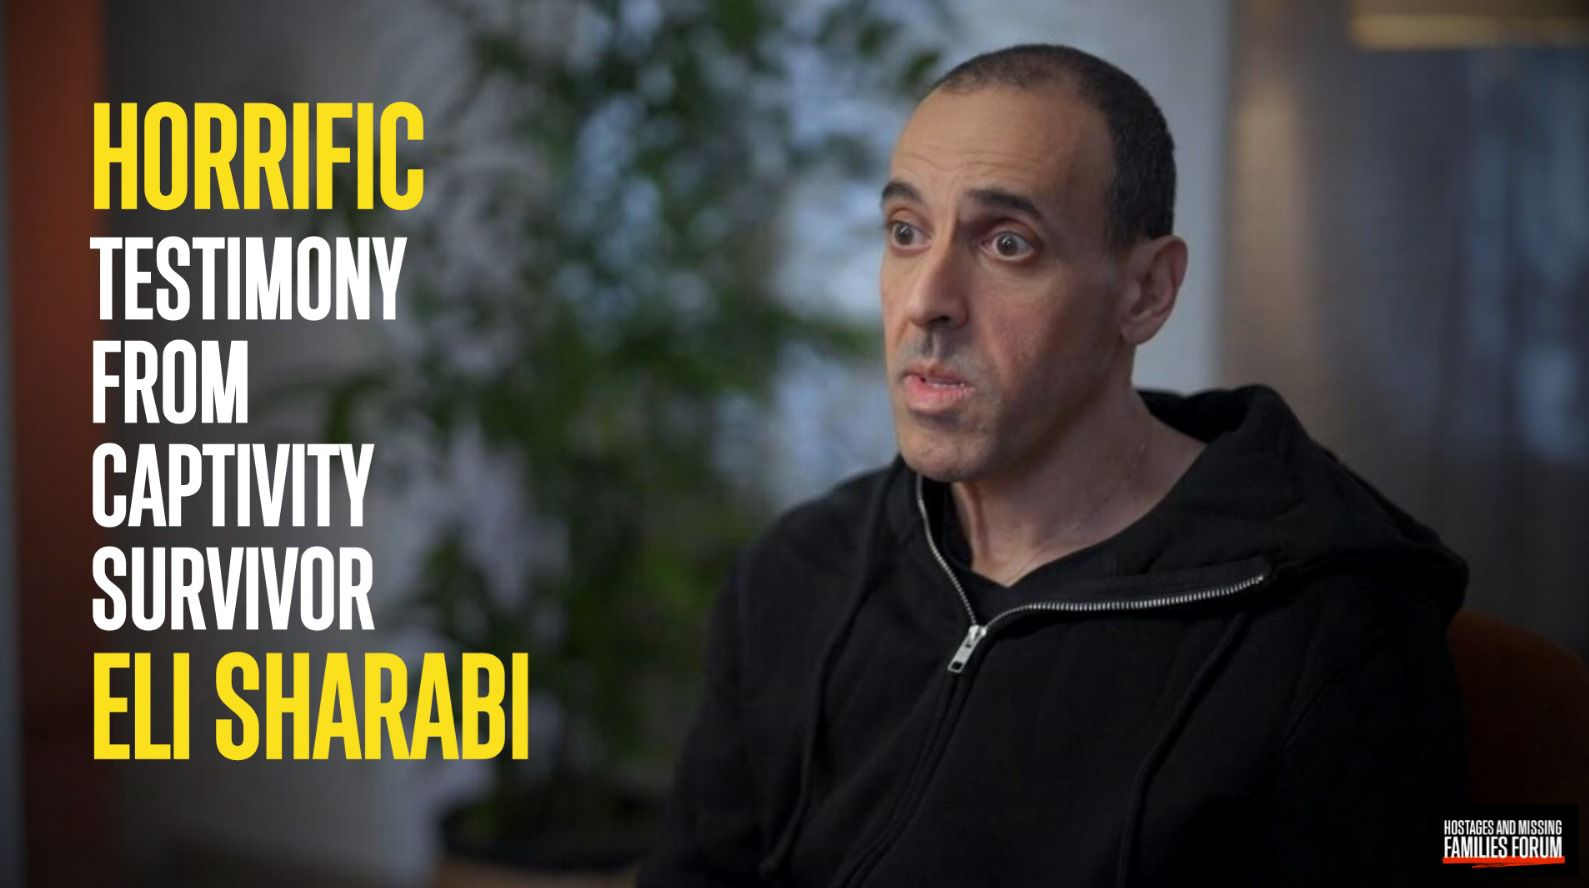 HORRIFIC
TESTIMONY
FROM
CAPTIVITY
SURVIVOR
ELI SHARABI
HOSTAGES AND MISSING
FAMILIES FORUM